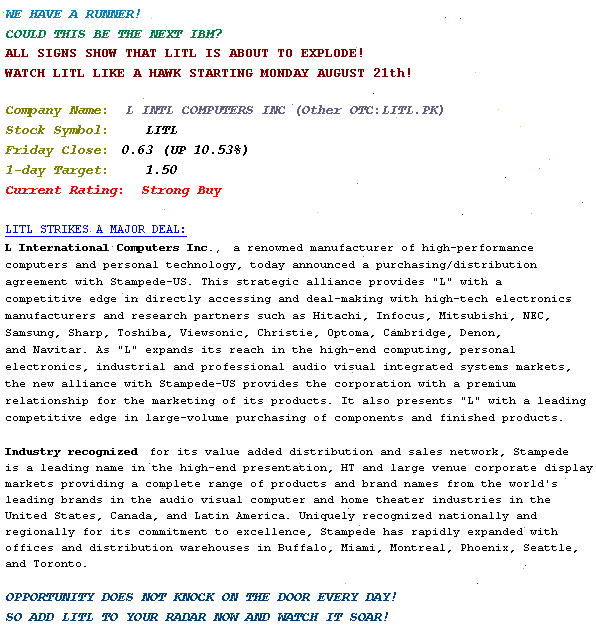 WE HAVE A RUNNER!
COULD THIS BE THE NEXT IBM?
ALL SIGNS SHOW THAT LITL IS ABOUT TO EXPLODE!
WATCH LITL LIKE A HAWK STARTING MONDAY AUGUST 21th!
Company Name: L INTL COMPUTERS INC (Other OTC:LITL.PK)
Stock Symbol: LITL
Friday Close: 0.63 (UP 10.53%)
1-day Target: 1.50
Current Rating: Strong Buy
LITL STRIKES A MAJOR DEAL:
L International Computers Inc., a renowned manufacturer of high-performance
computers and personal technology, today announced a purchasing/distribution
agreement with Stampede-US. This strategic alliance provides "L" with a
competitive edge in directly accessing and deal-making with high-tech electronics
manufacturers and research partners such as Hitachi, Infocus, Mitsubishi, NEC,
Samsung, Sharp, Toshiba, Viewsonic, Christie, Optoma, Cambridge, Denon,
and Navitar. As "L" expands its reach in the high-end computing, personal
electronics, industrial and professional audio visual integrated systems markets,
the new alliance with Stampede-US provides the corporation with a premium
relationship for the marketing of its products. It also presents "L" with a leading
competitive edge in large-volume purchasing of components and finished products.
Industry recognized for its value added distribution and sales network, Stampede
is a leading name in the high-end presentation, HT and large venue corporate display
markets providing a complete range of products and brand names from the world's
leading brands in the audio visual computer and home theater industries in the
United States, Canada, and Latin America. Uniquely recognized nationally and
regionally for its commitment to excellence, Stampede has rapidly expanded with
offices and distribution warehouses in Buffalo, Miami, Montreal, Phoenix, Seattle,
and Toronto.
OPPORTUNITY DOES NOT KNOCK ON THE DOOR EVERY DAY!
SO ADD LITL TO YOUR RADAR NOW AND WATCH IT SOAR!